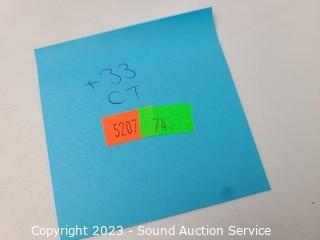 +33
CT
5207 74.
Copyright 2023 - Sound Auction Service